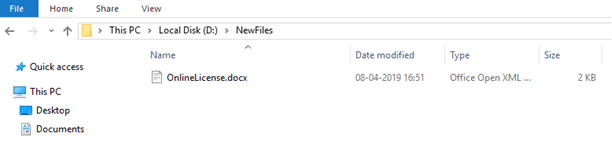 File Home Share View
This PC Local Disk (D:) NewFiles
Name Date modified Type Size
Quick access
OnlineLicense.docx 08-04-2019 16:51 Office Open XML ... 2 KB
This PC
Desktop
Documents